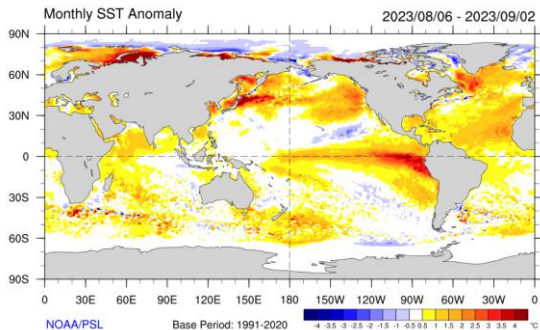 Monthly SST Anomaly 2023/08/06 - 2023/09/02
90N
60N
30N
0
30S
60S
90S
0 30E 60E 90E 120E 150E 180 150W 120W 90W 60W 30W 0
NOAA/PSL Base Period: 1991-2020
-4 -3.5 -3 -2.5 -2 -1.5 -1 -0.5 0.5 1 1.5 2 2.5 3 3.5 4 °C